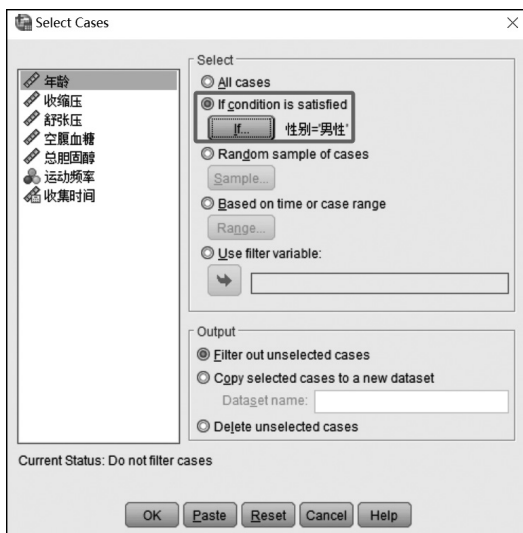 Select Cases
年龄
收缩压
舒张压
空腹血糖
总胆固醇
运动频率
收集时间
Select
All cases
If condition is satisfied
If... 性别='男性'
Random sample of cases
Sample...
Based on time or case range
Range...
Use filter variable:
Output
Filter out unselected cases
Copy selected cases to a new dataset
Dataset name:
Delete unselected cases
Current Status: Do not filter cases
OK Paste Reset Cancel Help